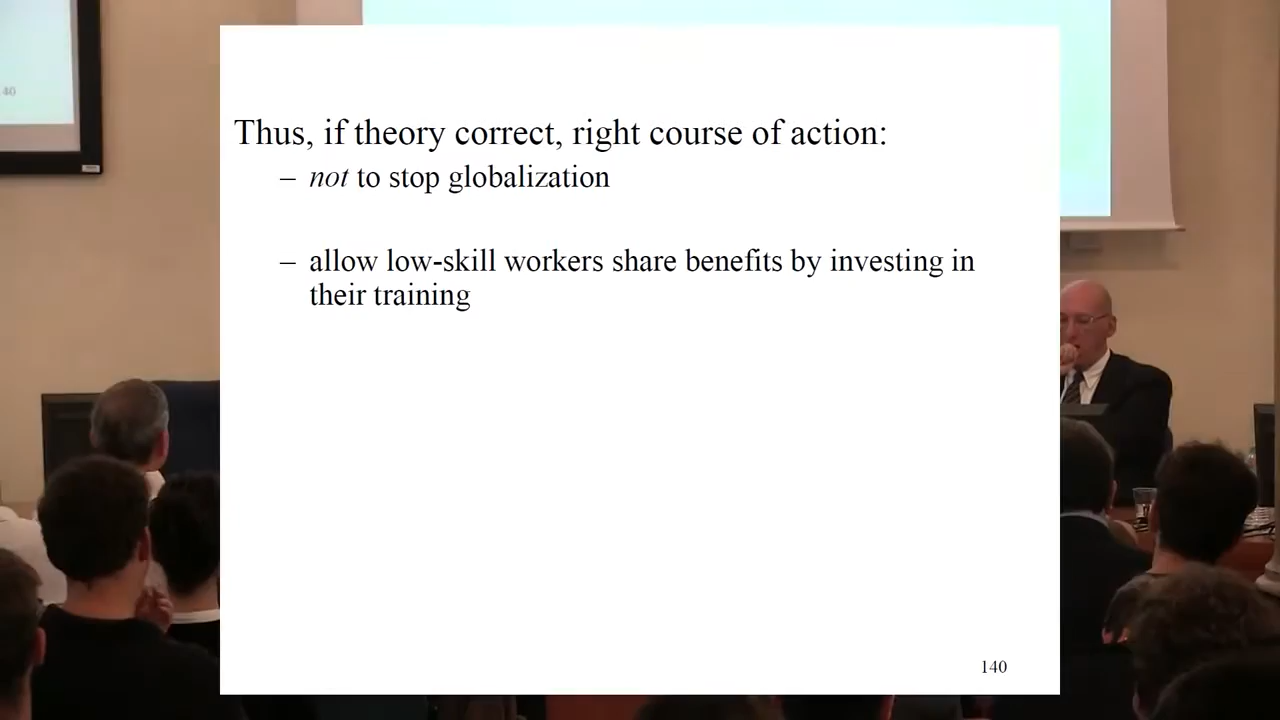 40
Thus, if theory correct, right course of action:
– not to stop globalization
– allow low-skill workers share benefits by investing in
their training
140